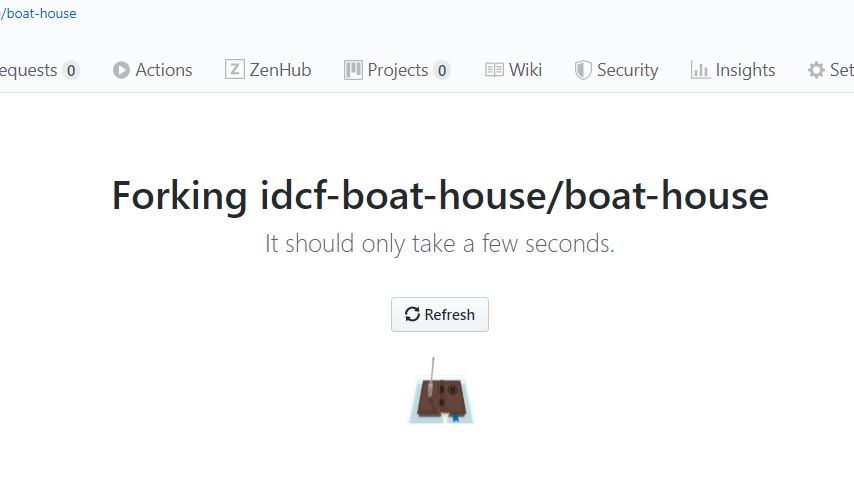 /boat-house
equests 0 Actions ZenHub Projects 0 Wiki Security Insights Set
Forking idcf-boat-house/boat-house
It should only take a few seconds.
Refresh